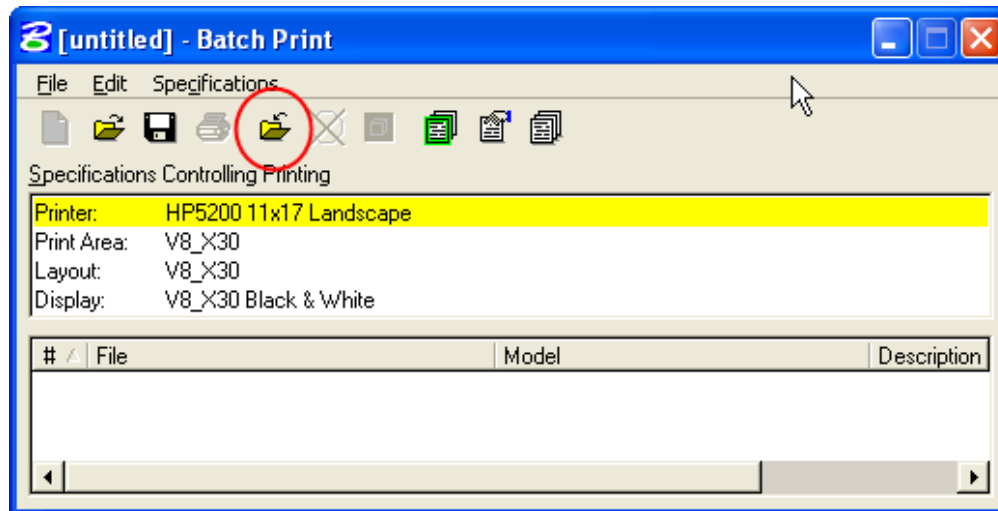 [untitled] - Batch Print
File Edit Specifications
Specifications Controlling Printing
Printer: HP5200 11x17 Landscape
Print Area: V8_X30
Layout: V8_X30
Display: V8_X30 Black & White
# File Model Description